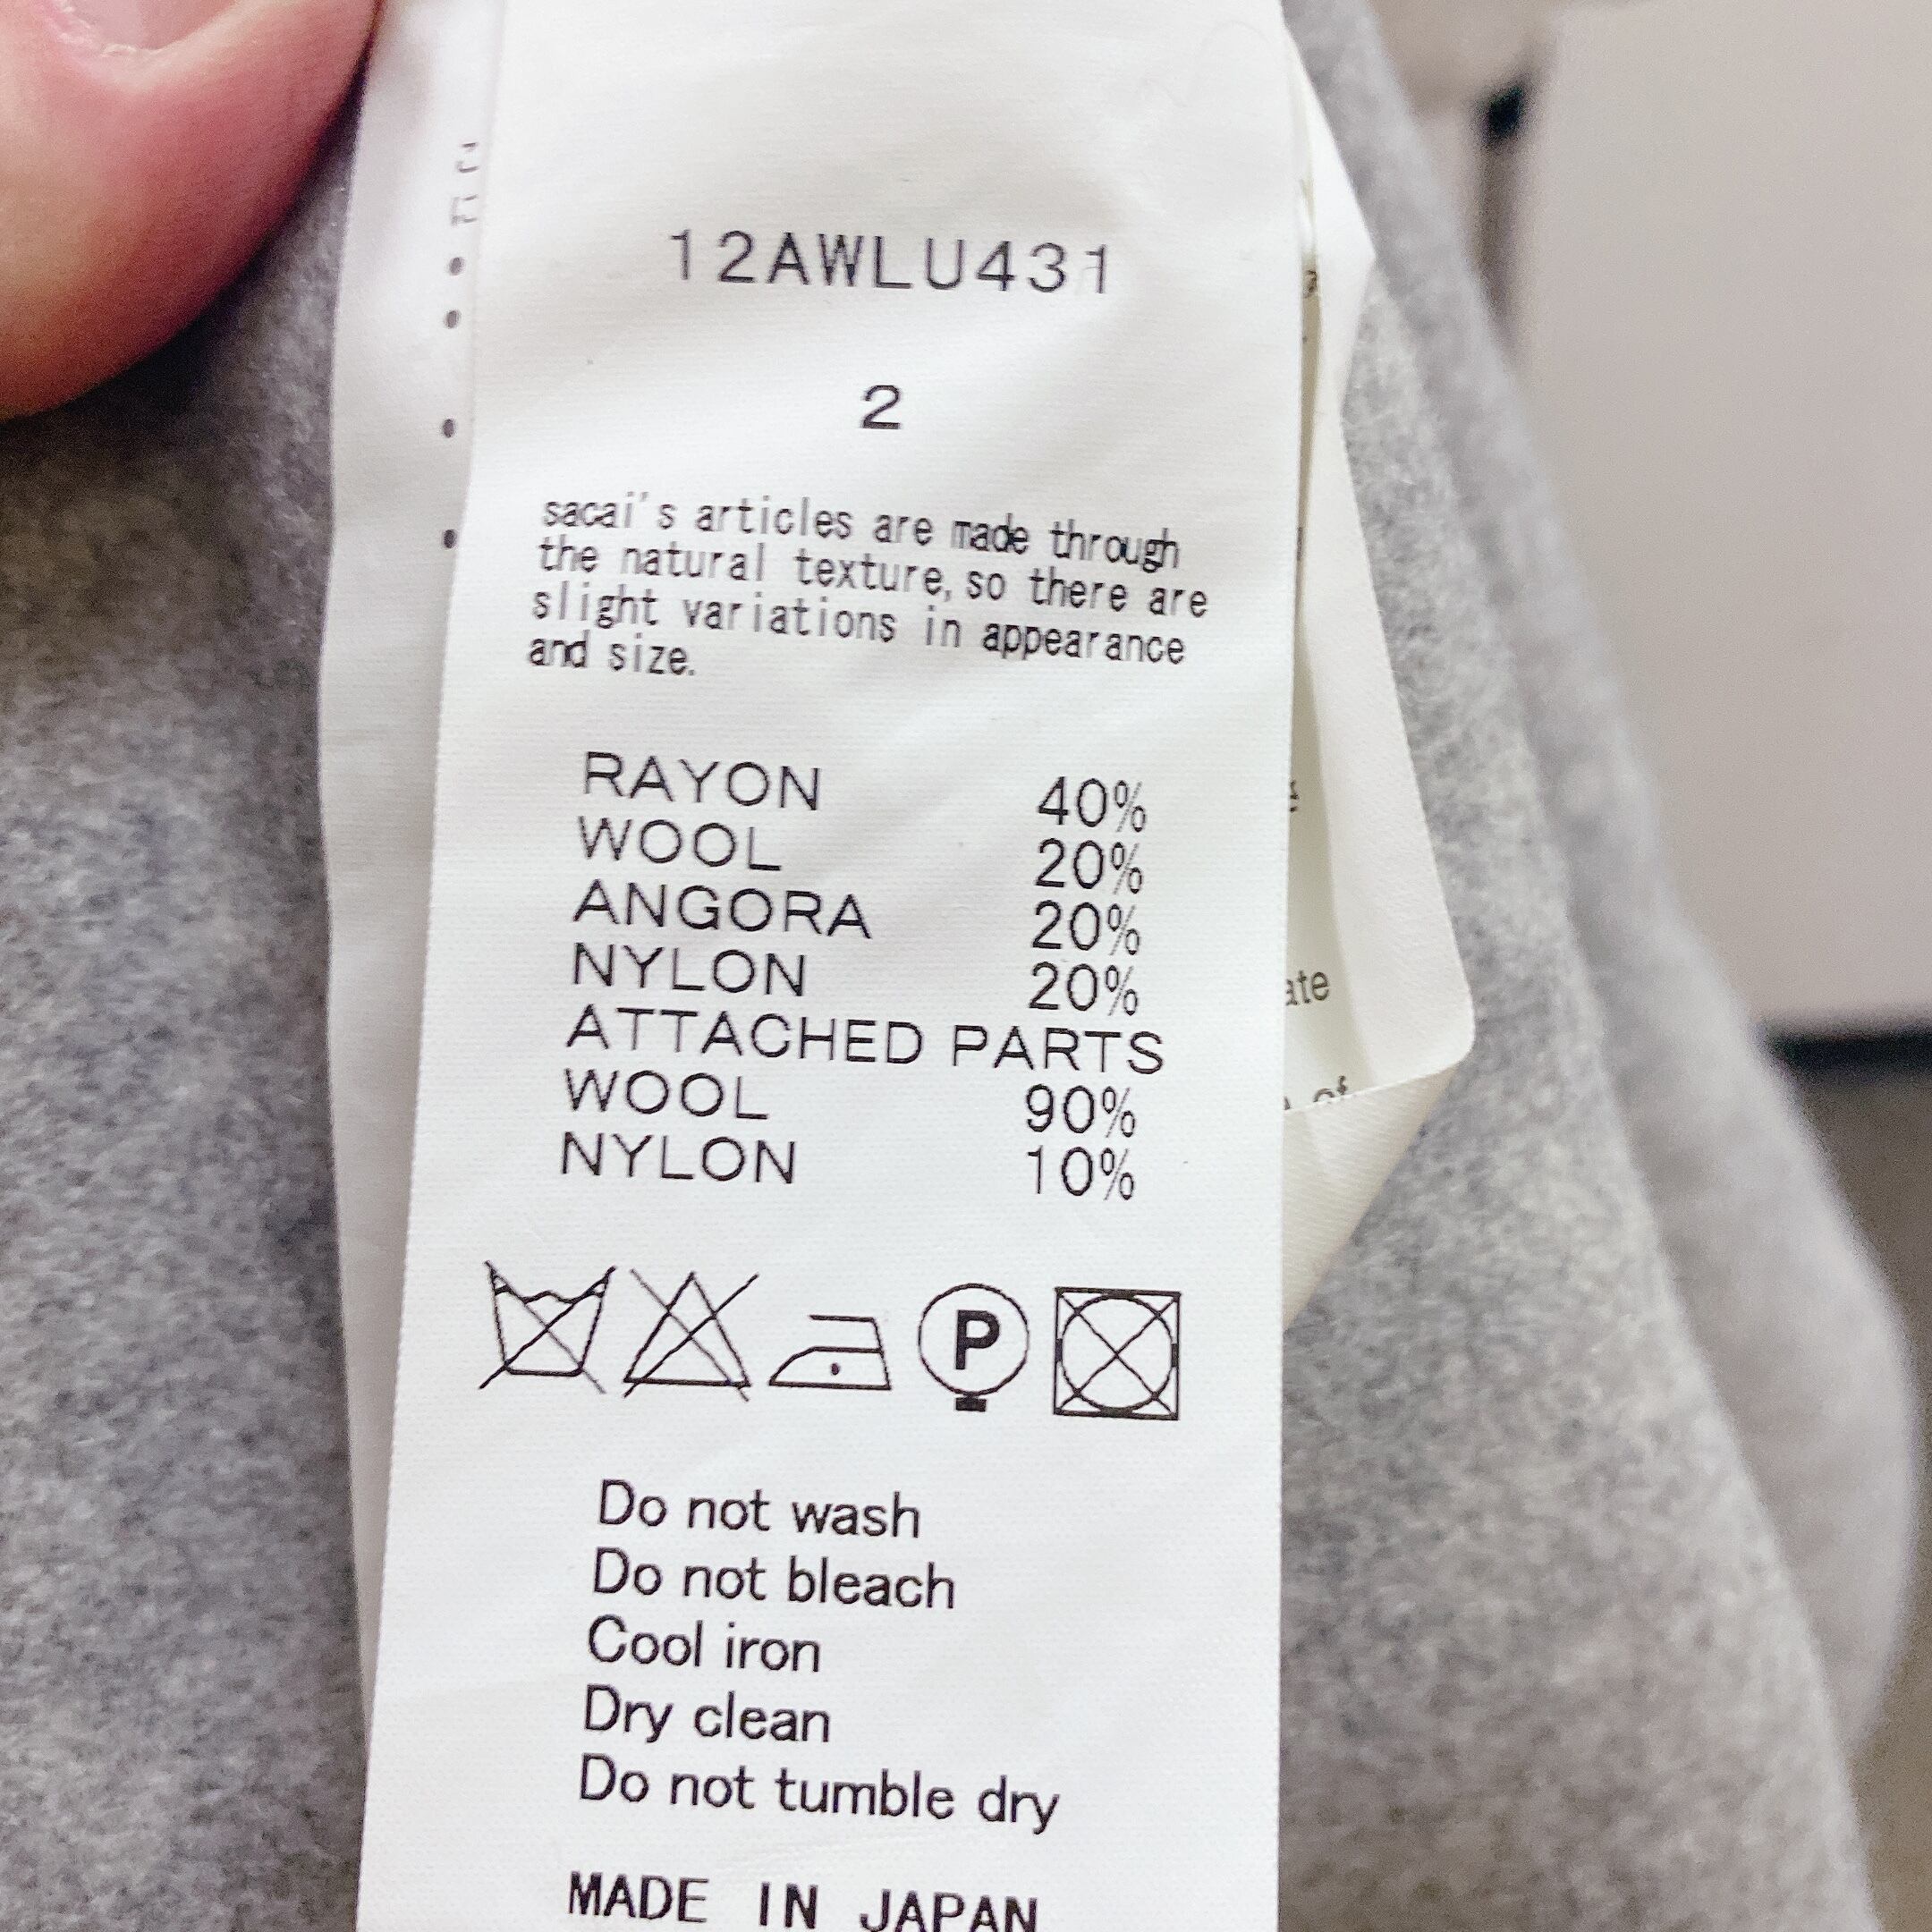 12AWLU431
2
sacai's articles are made through
the natural texture, so there are
slight variations in appearance
and size.
RAYON 40%
WOOL 20%
ANGORA 20%
NYLON 20%
ATTACHED PARTS
WOOL 90%
NYLON 10%
P
Do not wash
Do not bleach
Cool iron
Dry clean
Do not tumble dry
MADE IN JAPAN
of